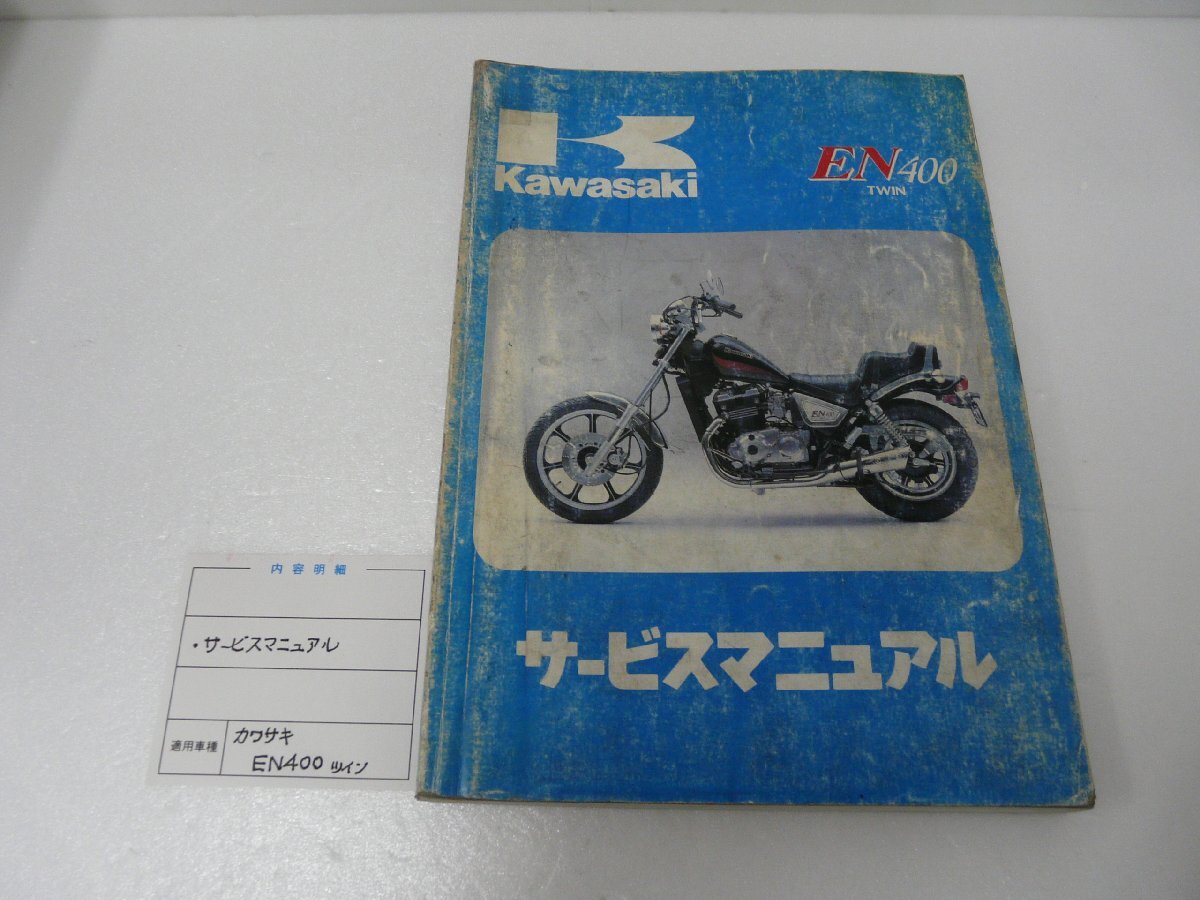 Kawasaki
EN400
TWIN
EN400
サービスマニュアル
内容明細
・サービスマニュアル
適用車種
カワサキ
EN400 ツイン